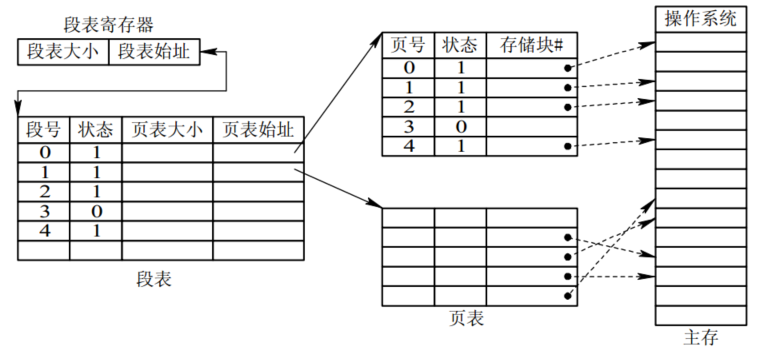 段表寄存器
段表大小 段表始址
段号 状态 页表大小 页表始址
0 1
1 1
2 1
3 0
4 1
段表
页号 状态 存储块#
0 1
1 1
2 1
3 0
4 1
页表
操作系统
主存